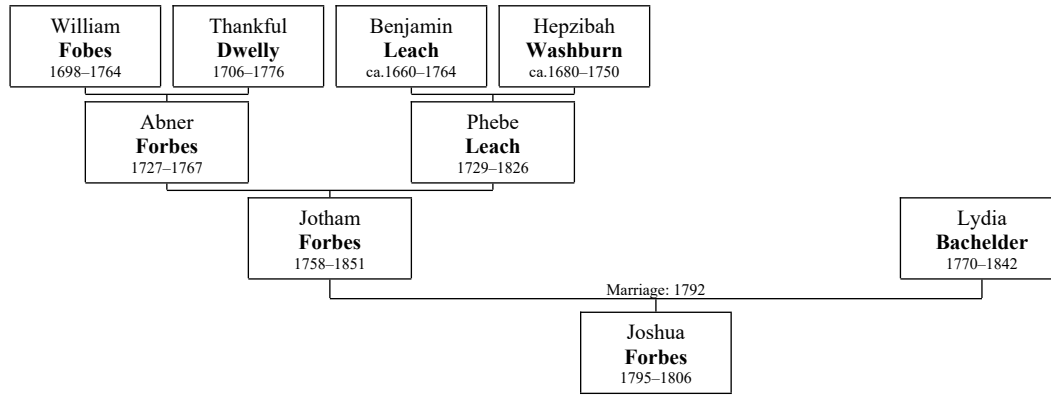 William
Fobes
1698–1764
Thankful
Dwelly
1706–1776
Benjamin
Leach
ca.1660–1764
Hepzibah
Washburn
ca.1680–1750
Abner
Forbes
1727–1767
Phebe
Leach
1729–1826
Jotham
Forbes
1758–1851
Lydia
Bachelder
1770–1842
Marriage: 1792
Joshua
Forbes
1795–1806